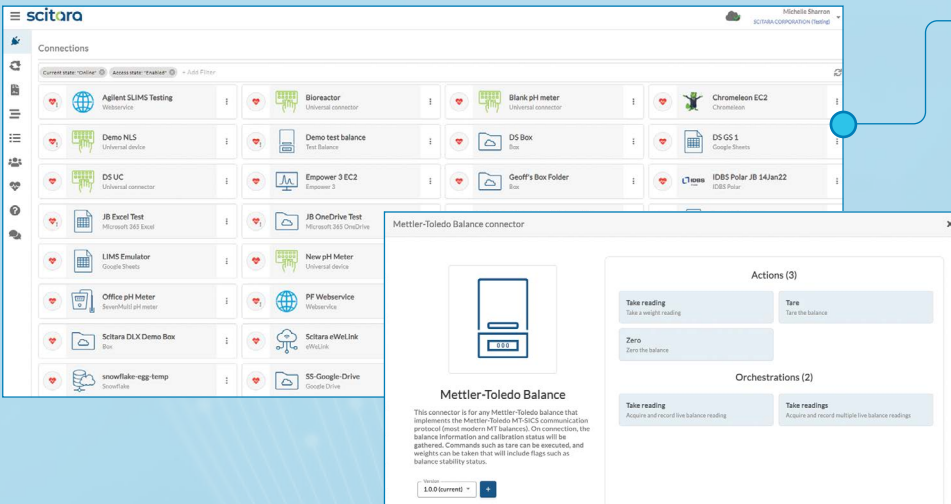 scitara
Michelle Sharron
SCITARA CORPORATION (Testing)
Connections
Current state: "Online"
Access state: "Enabled"
+ Add Filter
Agilent SLIMS Testing
Webservice
Bioreactor
Universal connector
Blank pH meter
Universal connector
Chromeleon EC2
Chromeleon
Demo NLS
Universal device
Demo test balance
Test Balance
DS Box
Box
DS GS 1
Google Sheets
DS UC
Universal connector
Empower 3 EC2
Empower 3
Geoff's Box Folder
Box
IDBS
IDBS Polar JB 14Jan22
IDBS Polar
JB Excel Test
Microsoft 365 Excel
JB OneDrive Test
Microsoft 365 OneDrive
LIMS Emulator
Google Sheets
New pH Meter
Universal device
Office pH Meter
SevenMulti pH meter
PF Webservice
Webservice
Scitara DLX Demo Box
Box
Scitara eWeLink
eWeLink
snowflake-egg-temp
Snowflake
SS-Google-Drive
Google Drive
Mettler-Toledo Balance connector
000
Mettler-Toledo Balance
This connector is for any Mettler-Toledo balance that
implements the Mettler-Toledo MT-SICS communication
protocol (most modern MT balances). On connection, the
balance information and calibration status will be
gathered. Commands such as tare can be executed, and
weights can be taken that will include flags such as
balance stability status.
Version
1.0.0 (current)
+
Actions (3)
Take reading
Take a weight reading
Tare
Tare the balance
Zero
Zero the balance
Orchestrations (2)
Take reading
Acquire and record live balance reading
Take readings
Acquire and record multiple live balance readings